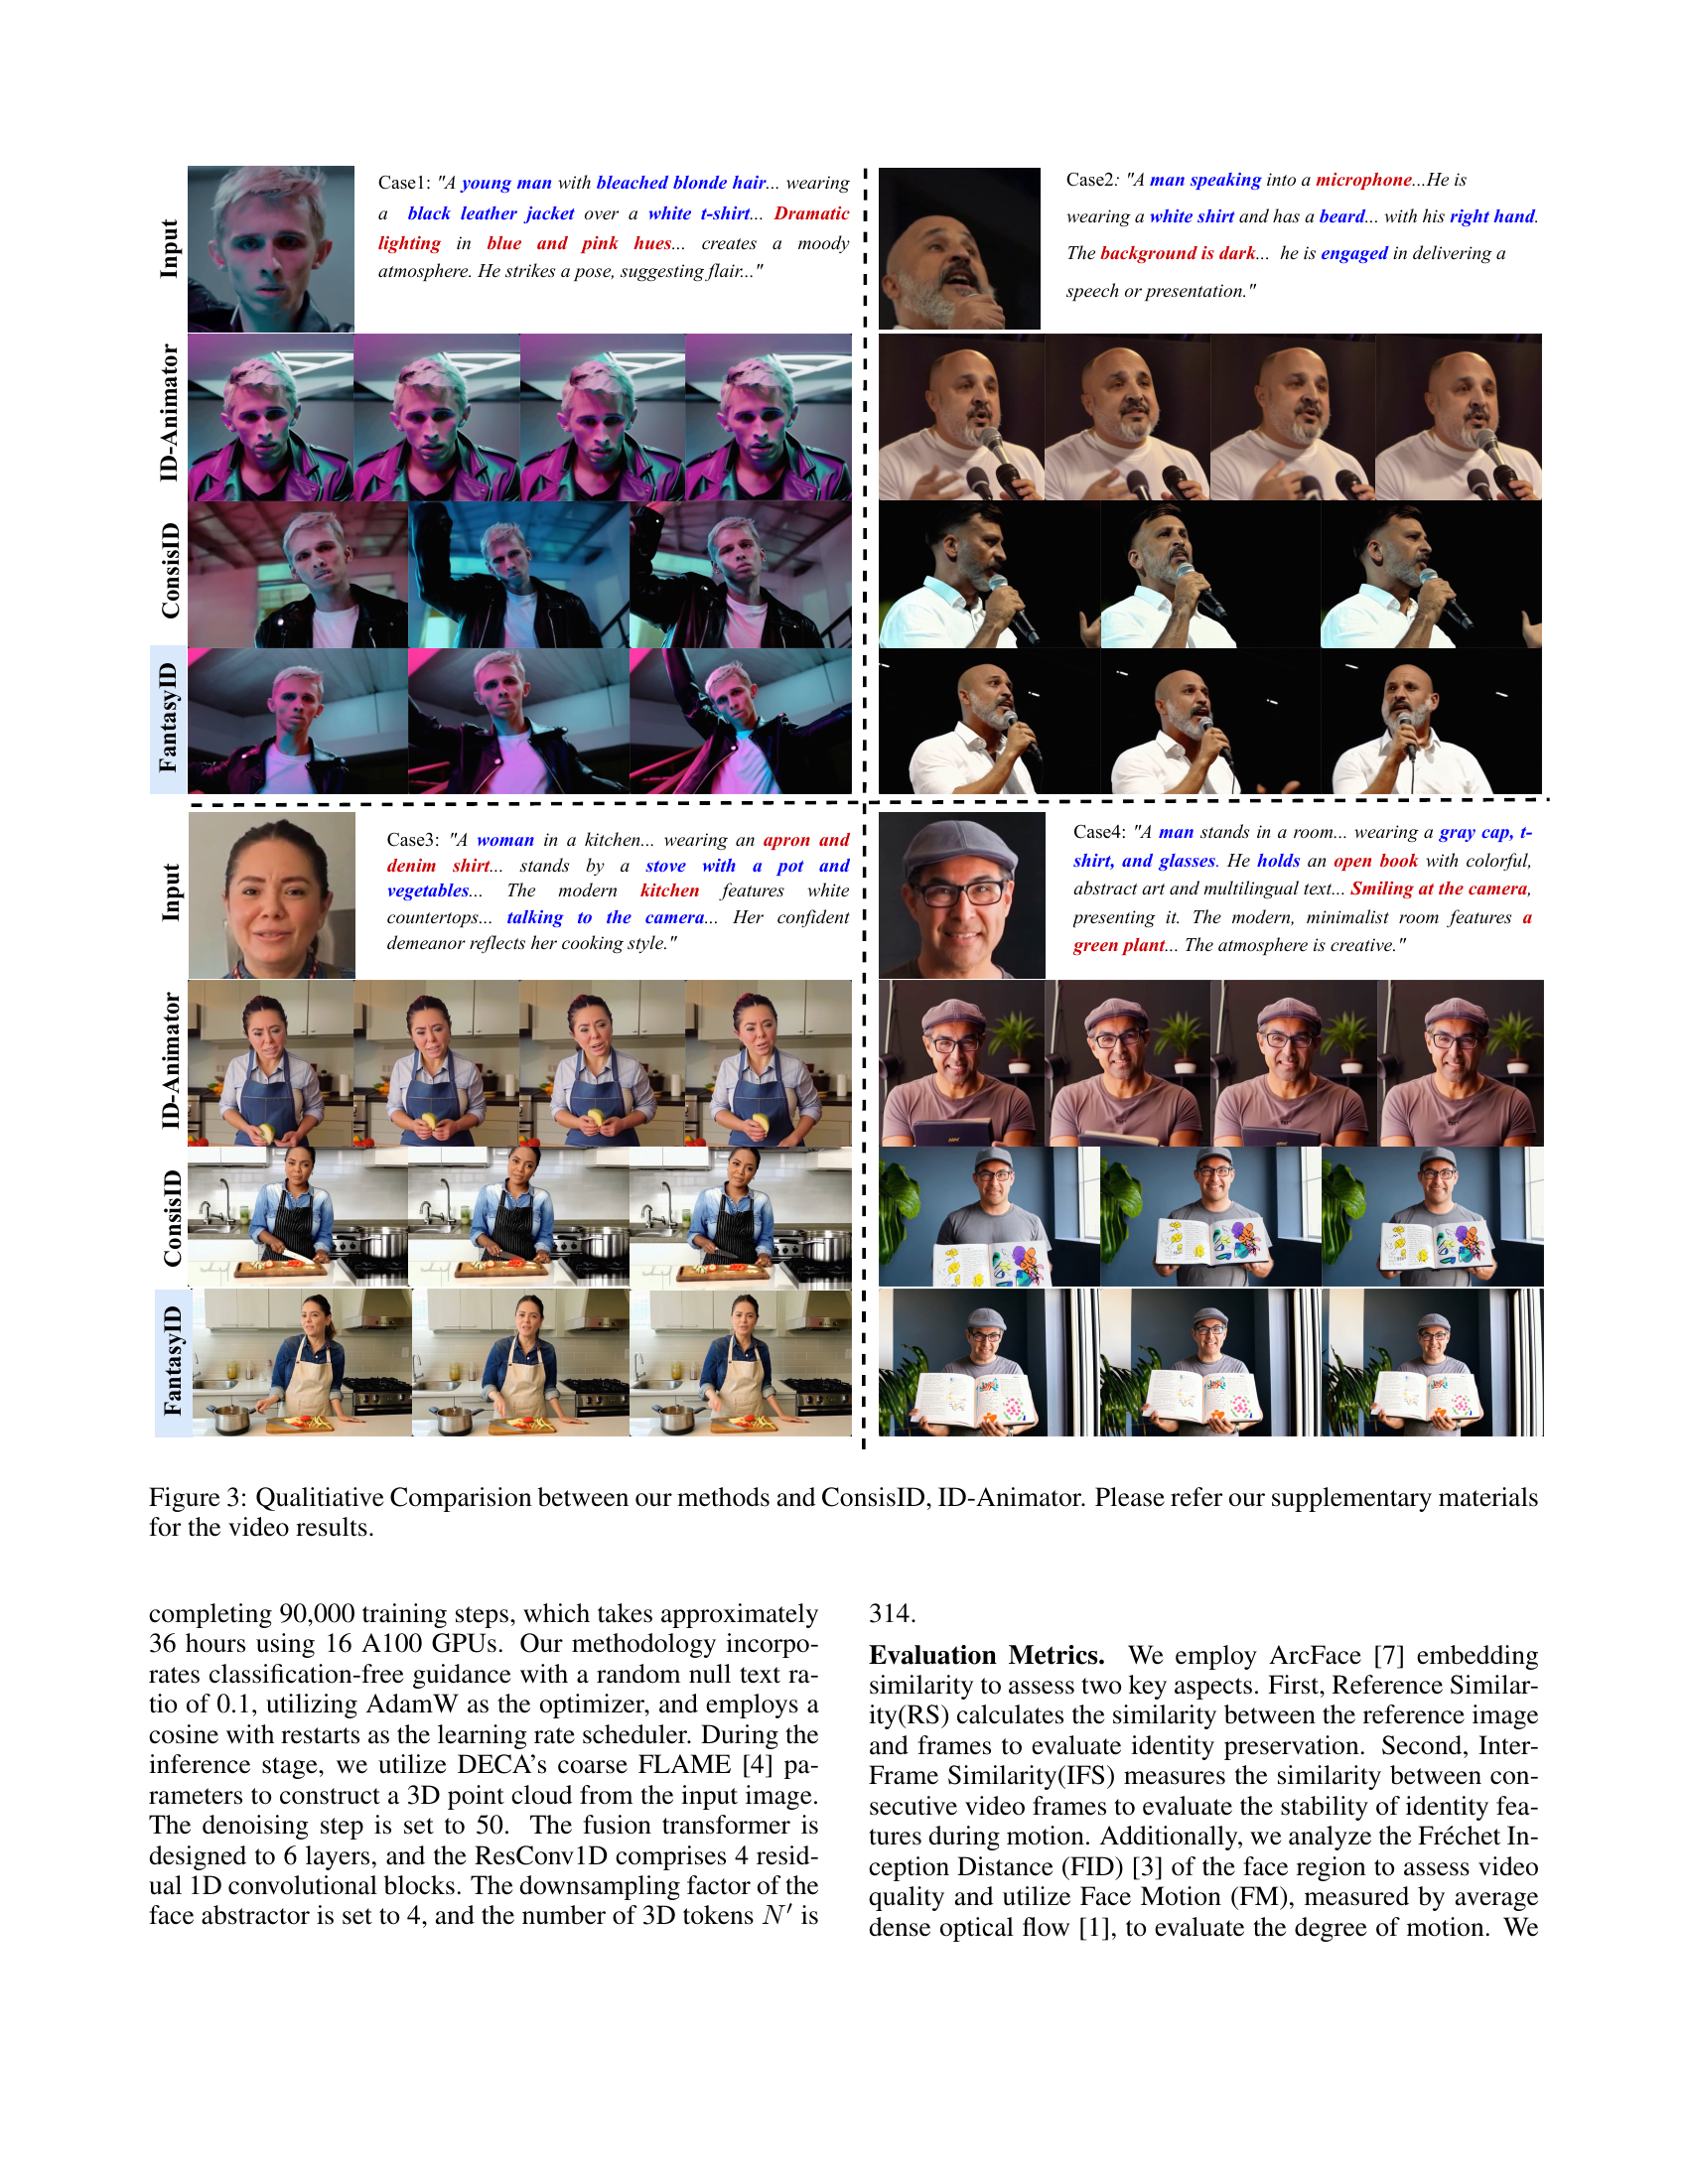 Input
Case1: "A young man with bleached blonde hair... wearing
a black leather jacket over a white t-shirt... Dramatic
lighting in blue and pink hues... creates a moody
atmosphere. He strikes a pose, suggesting flair..."
Case2: "A man speaking into a microphone...He is
wearing a white shirt and has a beard... with his right hand.
The background is dark... he is engaged in delivering a
speech or presentation."
ID-Animator
ConsisID
FantasyID
Input
Case3: "A woman in a kitchen... wearing an apron and
denim shirt... stands by a stove with a pot and
vegetables... The modern kitchen features white
countertops... talking to the camera... Her confident
demeanor reflects her cooking style."
Case4: "A man stands in a room... wearing a gray cap, t-
shirt, and glasses. He holds an open book with colorful,
abstract art and multilingual text... Smiling at the camera,
presenting it. The modern, minimalist room features a
green plant... The atmosphere is creative."
ID-Animator
ConsisID
FantasyID
Figure 3: Qualitiative Comparision between our methods and ConsisID, ID-Animator. Please refer our supplementary materials
for the video results.
completing 90,000 training steps, which takes approximately
36 hours using 16 A100 GPUs. Our methodology incorpo-
rates classification-free guidance with a random null text ra-
tio of 0.1, utilizing AdamW as the optimizer, and employs a
cosine with restarts as the learning rate scheduler. During the
inference stage, we utilize DECA's coarse FLAME [4] pa-
rameters to construct a 3D point cloud from the input image.
The denoising step is set to 50. The fusion transformer is
designed to 6 layers, and the ResConv1D comprises 4 resid-
ual 1D convolutional blocks. The downsampling factor of the
face abstractor is set to 4, and the number of 3D tokens N′ is
314.
Evaluation Metrics. We employ ArcFace [7] embedding
similarity to assess two key aspects. First, Reference Similar-
ity(RS) calculates the similarity between the reference image
and frames to evaluate identity preservation. Second, Inter-
Frame Similarity(IFS) measures the similarity between con-
secutive video frames to evaluate the stability of identity fea-
tures during motion. Additionally, we analyze the Fréchet In-
ception Distance (FID) [3] of the face region to assess video
quality and utilize Face Motion (FM), measured by average
dense optical flow [1], to evaluate the degree of motion. We